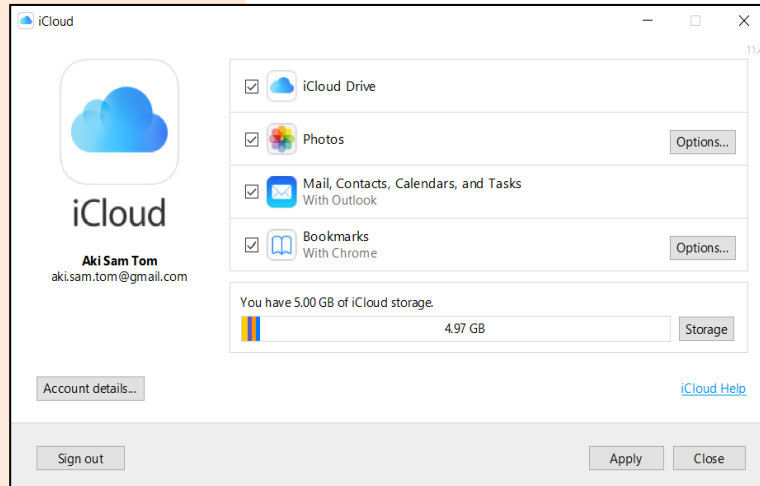 iCloud
iCloud Drive
Photos
Options...
Mail, Contacts, Calendars, and Tasks
With Outlook
iCloud
Bookmarks
With Chrome
Options...
Aki Sam Tom
aki.sam.tom@gmail.com
You have 5.00 GB of iCloud storage.
4.97 GB
Storage
Account details...
iCloud Help
Sign out
Apply
Close